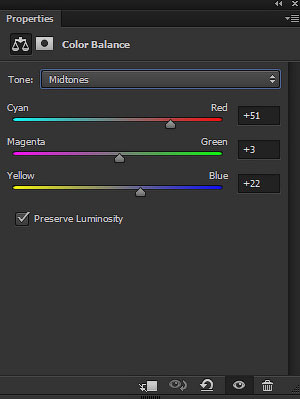 Properties
Color Balance
Tone: Midtones
Cyan Red +51
Magenta Green +3
Yellow Blue +22
Preserve Luminosity